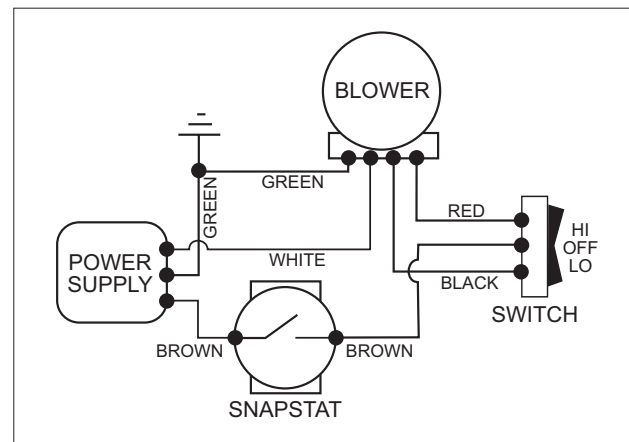 BLOWER
GREEN
GREEN
RED
HI
OFF
LO
WHITE
POWER
SUPPLY
BLACK
SWITCH
BROWN
BROWN
SNAPSTAT